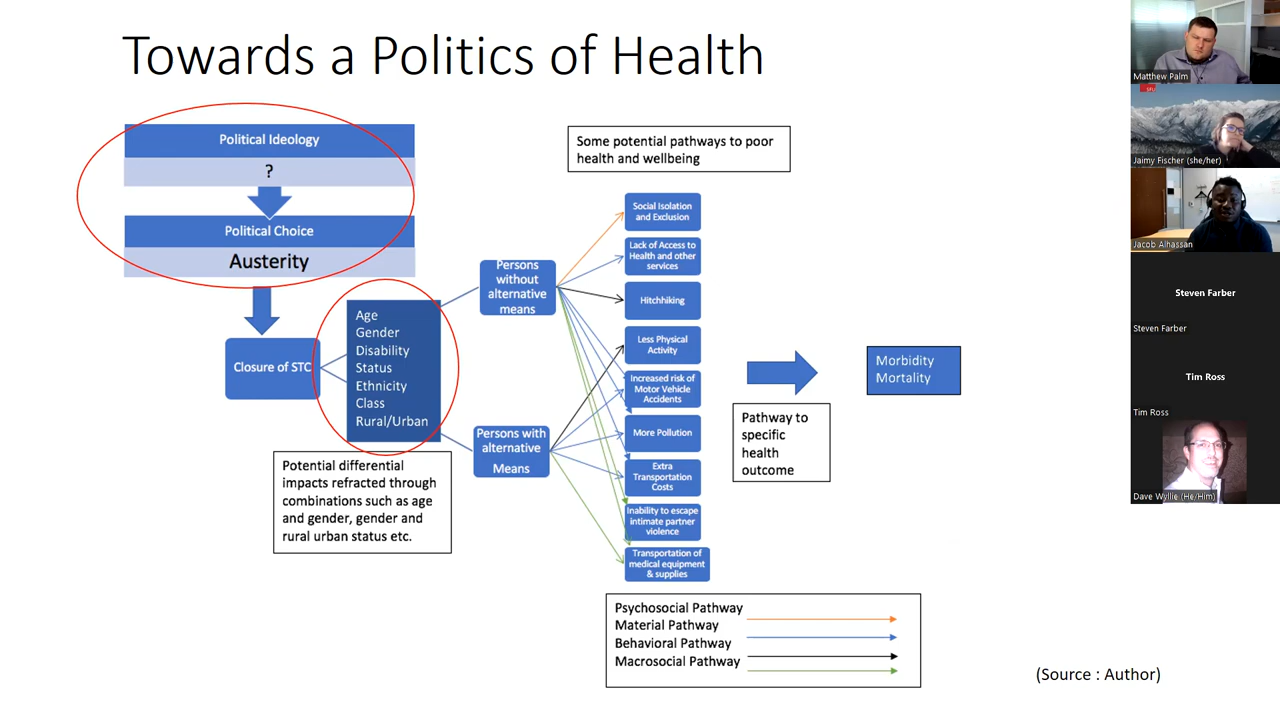 Towards a Politics of Health
Political Ideology
?
Political Choice
Austerity
Closure of STC
Age
Gender
Disability
Status
Ethnicity
Class
Rural/Urban
Potential differential
impacts refracted through
combinations such as age
and gender, gender and
rural urban status etc.
Persons
without
alternative
means
Persons with
alternative
Means
Some potential pathways to poor
health and wellbeing
Social Isolation
and Exclusion
Lack of Access to
Health and other
services
Hitchhiking
Less Physical
Activity
Increased risk of
Motor Vehicle
Accidents
More Pollution
Extra
Transportation
Costs
Inability to escape
intimate partner
violence
Transportation of
medical equipment
& supplies
Pathway to
specific
health
outcome
Morbidity
Mortality
Psychosocial Pathway
Material Pathway
Behavioral Pathway
Macrosocial Pathway
(Source : Author)
Matthew Palm
SFU
Jaimy Fischer (she/her)
Jacob Alhassan
Steven Farber
Steven Farber
Tim Ross
Tim Ross
Dave Wyllie (He/Him)